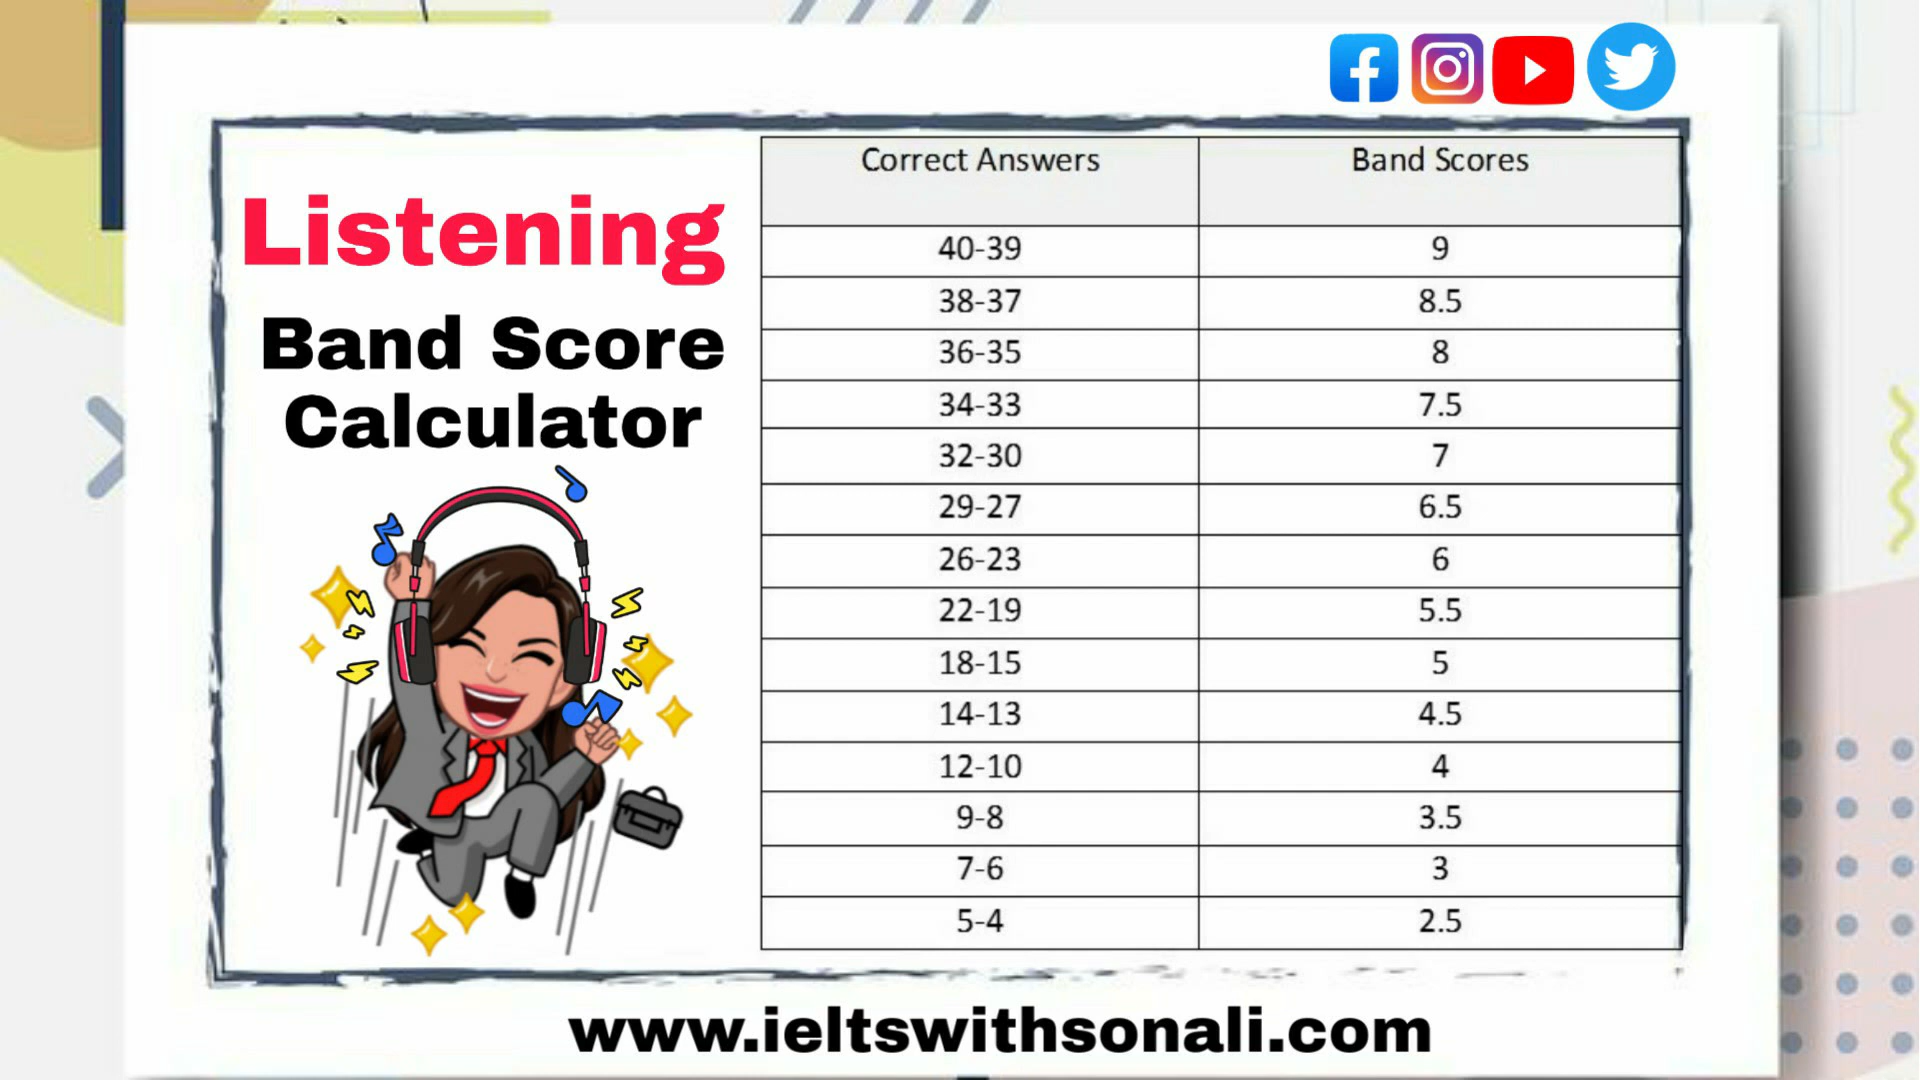 Listening
Band Score
Calculator
Correct Answers Band Scores
40-39 9
38-37 8.5
36-35 8
34-33 7.5
32-30 7
29-27 6.5
26-23 6
22-19 5.5
18-15 5
14-13 4.5
12-10 4
9-8 3.5
7-6 3
5-4 2.5
www.ieltswithsonali.com